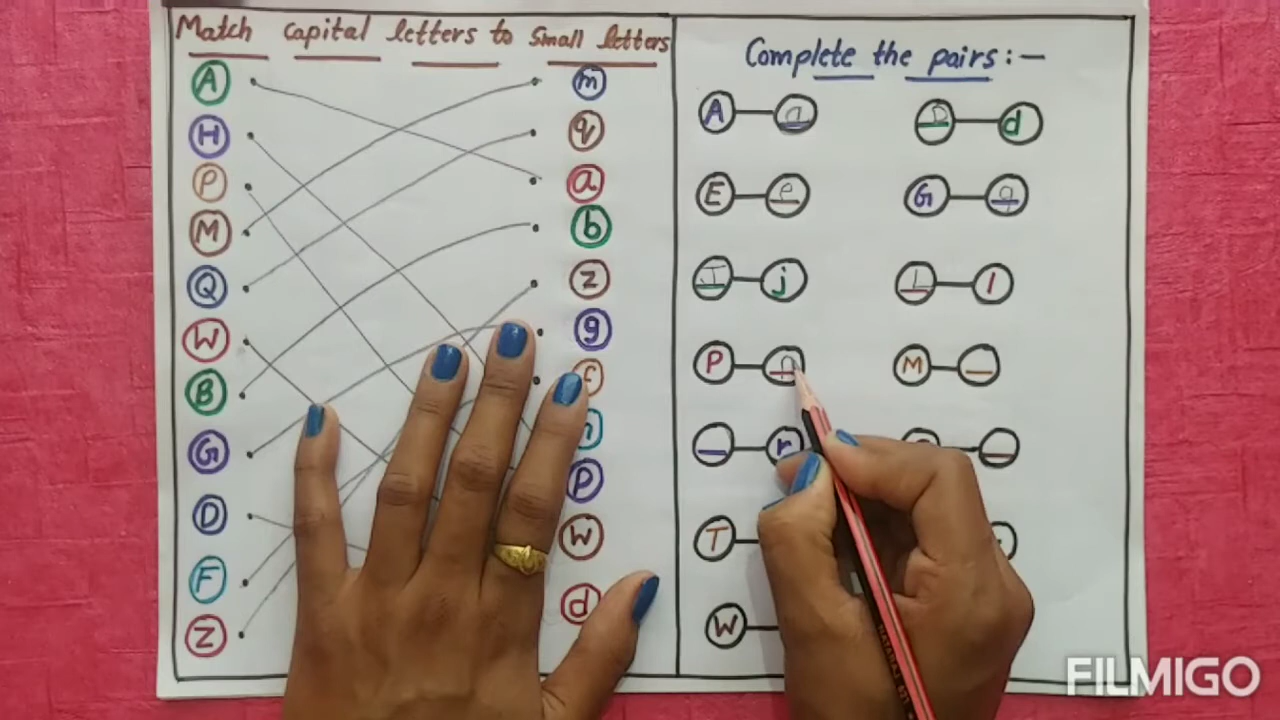 Match capital letters to small letters
A m
H q
P a
M b
Q z
W g
B f
G h
D p
F w
Z d
Complete the pairs:-
A a D d
E e G g
J j L l
P p M
r
T
W
FILMIGO